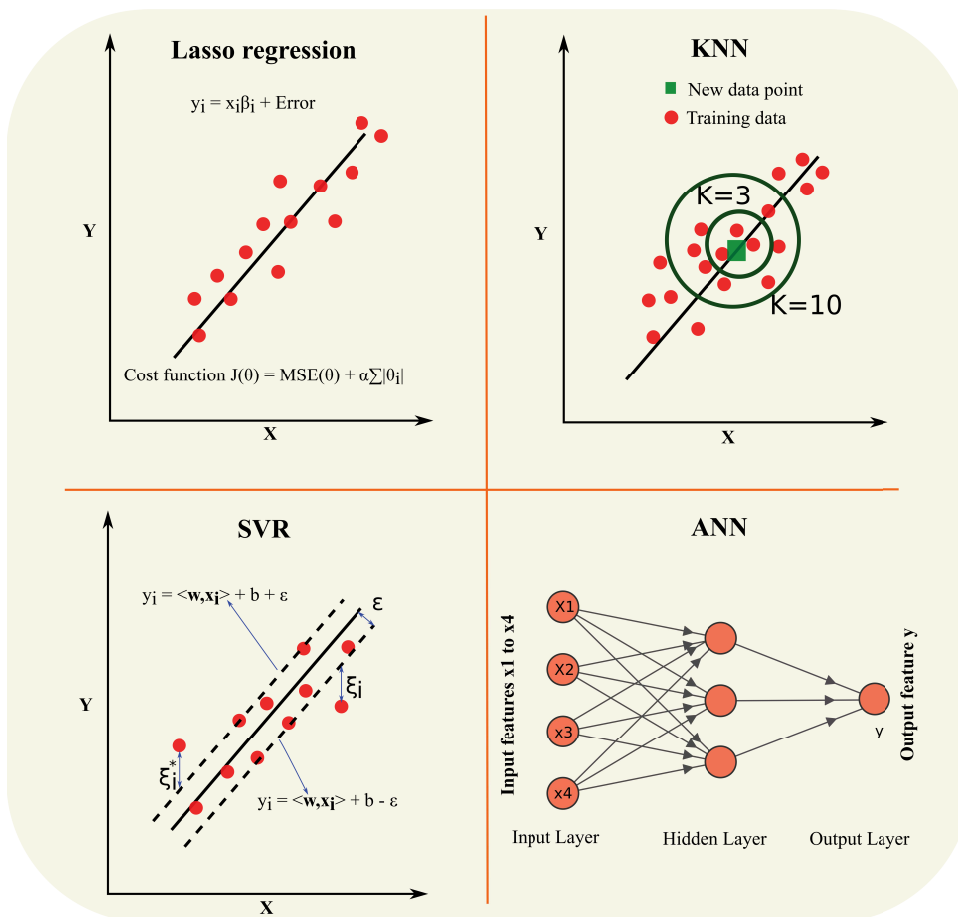 Lasso regression
yi = xiβi + Error
Y
Cost function J(0) = MSE(0) + α∑|0i|
X
KNN
New data point
Training data
K=3
Y
K=10
X
SVR
yi = <w,xi> + b + ε
ε
ξi
Y
ξi*
yi = <w,xi> + b - ε
X
ANN
Input features x1 to x4
X1
X2
x3
x4
y
Output feature y
Input Layer
Hidden Layer
Output Layer